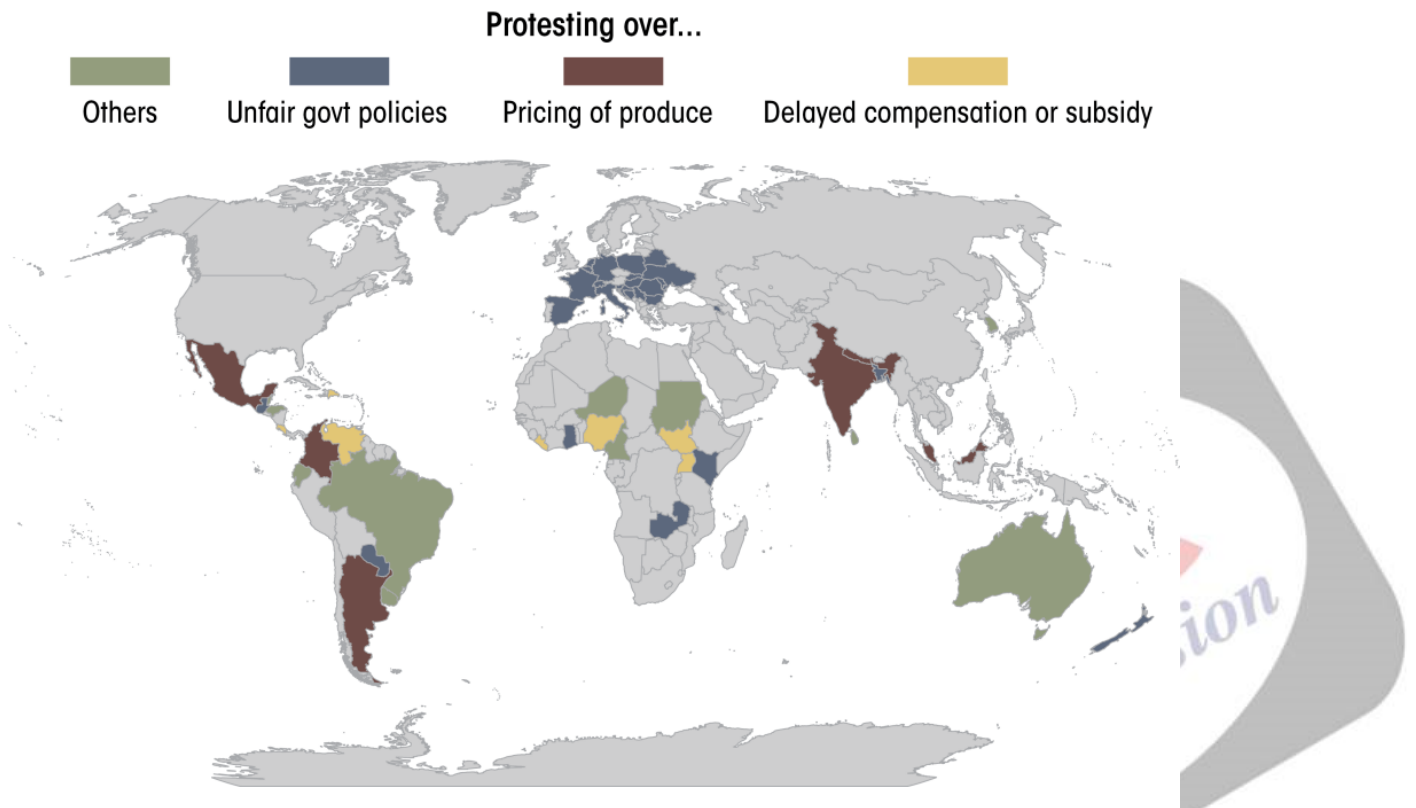 Protesting over...
Others
Unfair govt policies
Pricing of produce
Delayed compensation or subsidy